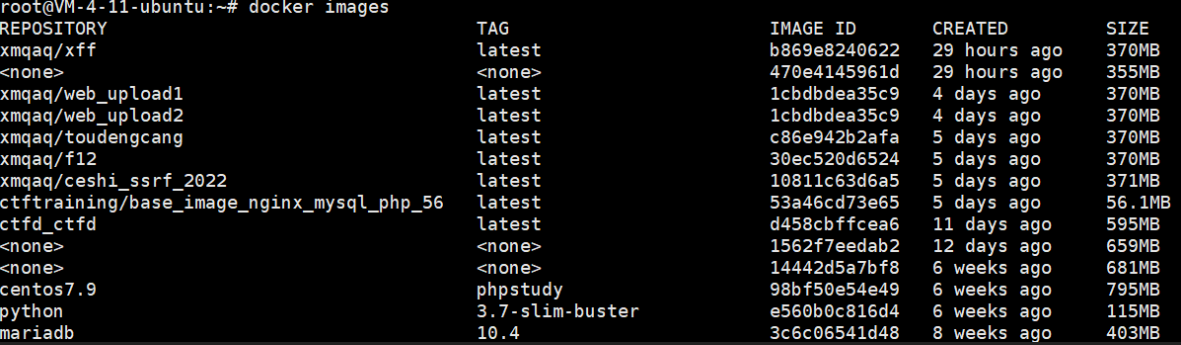 root@VM-4-11-ubuntu:~# docker images
REPOSITORY TAG IMAGE ID CREATED SIZE
xmqaq/xff latest b869e8240622 29 hours ago 370MB
<none> <none> 470e4145961d 29 hours ago 355MB
xmqaq/web_upload1 latest 1cbdbdea35c9 4 days ago 370MB
xmqaq/web_upload2 latest 1cbdbdea35c9 4 days ago 370MB
xmqaq/toudengcang latest c86e942b2afa 5 days ago 370MB
xmqaq/f12 latest 30ec520d6524 5 days ago 370MB
xmqaq/ceshi_ssrf_2022 latest 10811c63d6a5 5 days ago 371MB
ctftraining/base_image_nginx_mysql_php_56 latest 53a46cd73e65 5 days ago 56.1MB
ctfd_ctfd latest d458cbffcea6 11 days ago 595MB
<none> <none> 1562f7eedab2 12 days ago 659MB
<none> <none> 14442d5a7bf8 6 weeks ago 681MB
centos7.9 phpstudy 98bf50e54e49 6 weeks ago 795MB
python 3.7-slim-buster e560b0c816d4 6 weeks ago 115MB
mariadb 10.4 3c6c06541d48 8 weeks ago 403MB